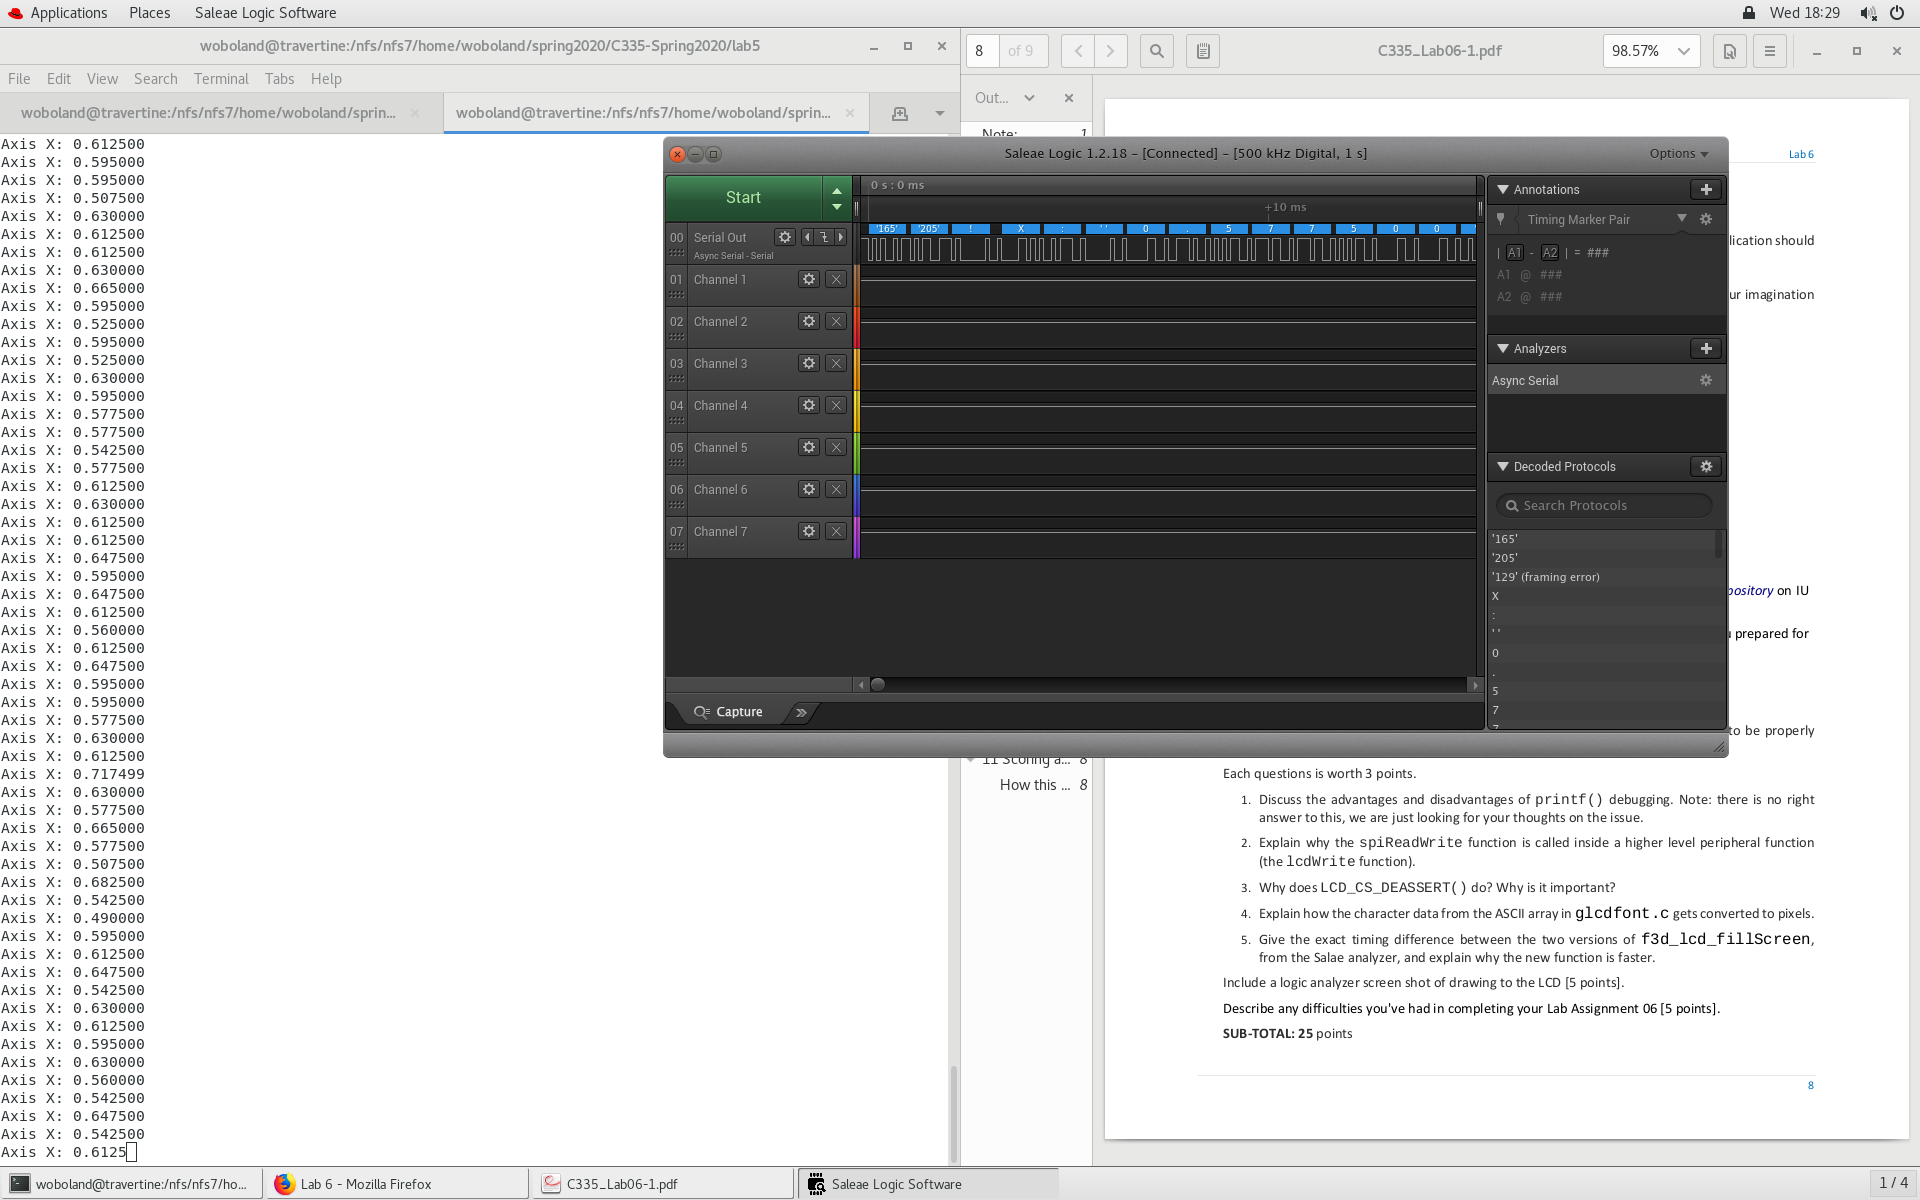 Applications Places Saleae Logic Software
Wed 18:29
woboland@travertine:/nfs/nfs7/home/woboland/spring2020/C335-Spring2020/lab5
File Edit View Search Terminal Tabs Help
woboland@travertine:/nfs/nfs7/home/woboland/sprin...
woboland@travertine:/nfs/nfs7/home/woboland/sprin...
Axis X: 0.612500
Axis X: 0.595000
Axis X: 0.595000
Axis X: 0.507500
Axis X: 0.630000
Axis X: 0.612500
Axis X: 0.612500
Axis X: 0.630000
Axis X: 0.665000
Axis X: 0.595000
Axis X: 0.525000
Axis X: 0.595000
Axis X: 0.525000
Axis X: 0.630000
Axis X: 0.595000
Axis X: 0.577500
Axis X: 0.577500
Axis X: 0.542500
Axis X: 0.577500
Axis X: 0.612500
Axis X: 0.630000
Axis X: 0.612500
Axis X: 0.612500
Axis X: 0.647500
Axis X: 0.595000
Axis X: 0.647500
Axis X: 0.612500
Axis X: 0.560000
Axis X: 0.612500
Axis X: 0.647500
Axis X: 0.595000
Axis X: 0.595000
Axis X: 0.577500
Axis X: 0.630000
Axis X: 0.612500
Axis X: 0.717499
Axis X: 0.630000
Axis X: 0.577500
Axis X: 0.665000
Axis X: 0.577500
Axis X: 0.507500
Axis X: 0.682500
Axis X: 0.542500
Axis X: 0.490000
Axis X: 0.595000
Axis X: 0.612500
Axis X: 0.647500
Axis X: 0.542500
Axis X: 0.630000
Axis X: 0.612500
Axis X: 0.595000
Axis X: 0.630000
Axis X: 0.560000
Axis X: 0.542500
Axis X: 0.647500
Axis X: 0.542500
Axis X: 0.6125
8 of 9
C335_Lab06-1.pdf
98.57%
Out...
Note: 1
Saleae Logic 1.2.18 – [Connected] – [500 kHz Digital, 1 s]
Options
Start
0 s : 0 ms
+10 ms
'165' '205' ! X : ' ' 0 . 5 7 7 5 0 0
00 Serial Out
Async Serial - Serial
01 Channel 1
02 Channel 2
03 Channel 3
04 Channel 4
05 Channel 5
06 Channel 6
07 Channel 7
Capture
Annotations
Timing Marker Pair
| A1 - A2 | = ###
A1 @ ###
A2 @ ###
Analyzers
Async Serial
Decoded Protocols
Search Protocols
'165'
'205'
'129' (framing error)
X
:
' '
0
.
5
7
7
Lab 6
lication should
ur imagination
pository on IU
u prepared for
to be properly
11 Scoring a... 8
How this ... 8
Each questions is worth 3 points.
1. Discuss the advantages and disadvantages of printf() debugging. Note: there is no right
answer to this, we are just looking for your thoughts on the issue.
2. Explain why the spiReadWrite function is called inside a higher level peripheral function
(the lcdWrite function).
3. Why does LCD_CS_DEASSERT() do? Why is it important?
4. Explain how the character data from the ASCII array in glcdfont.c gets converted to pixels.
5. Give the exact timing difference between the two versions of f3d_lcd_fillScreen,
from the Salae analyzer, and explain why the new function is faster.
Include a logic analyzer screen shot of drawing to the LCD [5 points].
Describe any difficulties you've had in completing your Lab Assignment 06 [5 points].
SUB-TOTAL: 25 points
8
woboland@travertine:/nfs/nfs7/ho...
Lab 6 - Mozilla Firefox
C335_Lab06-1.pdf
Saleae Logic Software
1 / 4